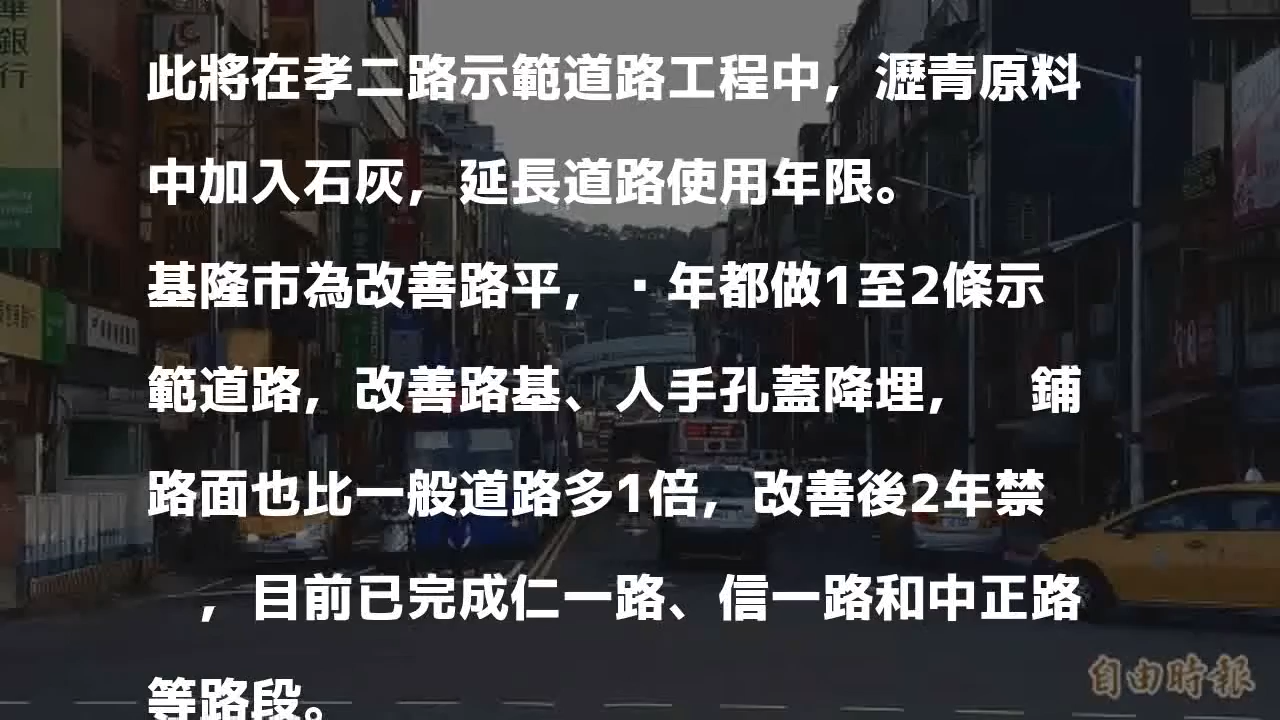 華
銀
行
此將在孝二路示範道路工程中，瀝青原料
中加入石灰，延長道路使用年限。
基隆市為改善路平，▪年都做1至2條示
範道路，改善路基、人手孔蓋降埋，　鋪
路面也比一般道路多1倍，改善後2年禁
　，目前已完成仁一路、信一路和中正路
等路段。
自由時報